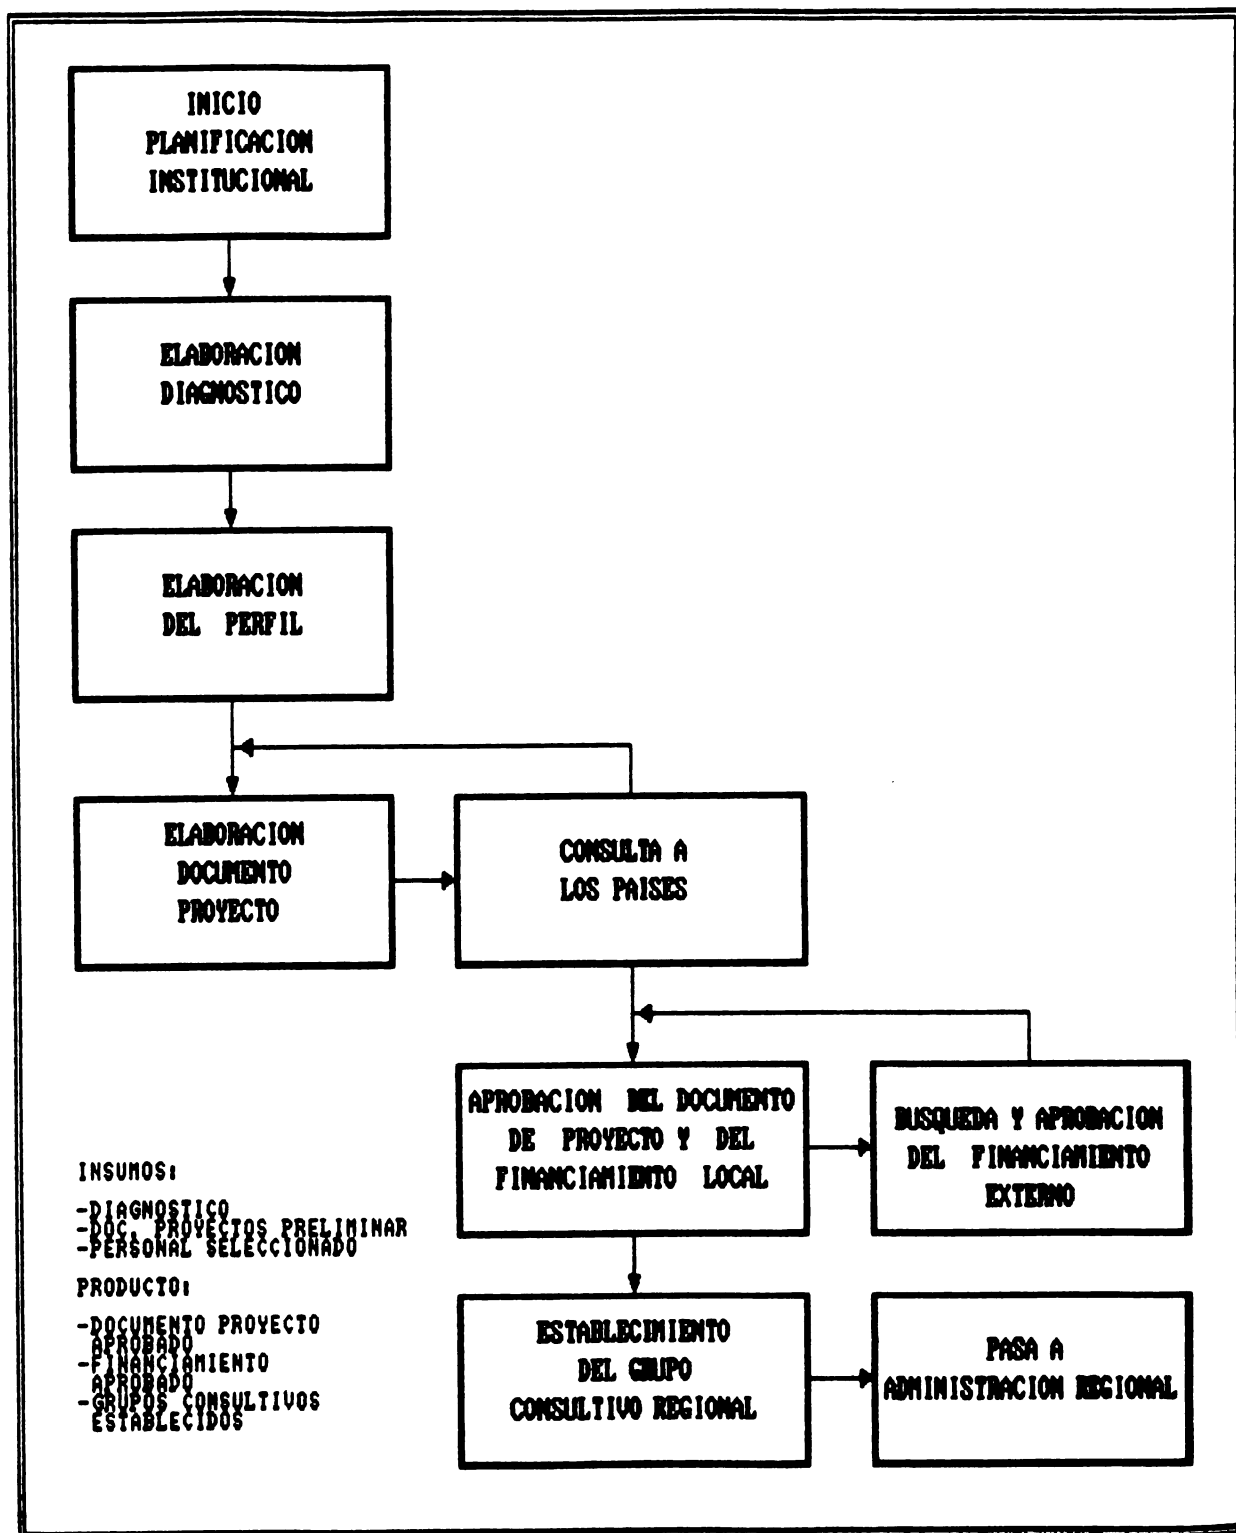 INICIO
PLANIFICACION
INSTITUCIONAL
ELABORACION
DIAGNOSTICO
ELABORACION
DEL PERFIL
ELABORACION
DOCUMENTO
PROYECTO
CONSULTA A
LOS PAISES
APROBACION DEL DOCUMENTO
DE PROYECTO Y DEL
FINANCIAMIENTO LOCAL
BUSQUEDA Y APROBACION
DEL FINANCIAMIENTO
EXTERNO
INSUMOS:
-DIAGNOSTICO
-DOC. PROYECTOS PRELIMINAR
-PERSONAL SELECCIONADO
PRODUCTO:
-DOCUMENTO PROYECTO
APROBADO
-FINANCIAMIENTO
APROBADO
-GRUPOS CONSULTIVOS
ESTABLECIDOS
ESTABLECIMIENTO
DEL GRUPO
CONSULTIVO REGIONAL
PASA A
ADMINISTRACION REGIONAL